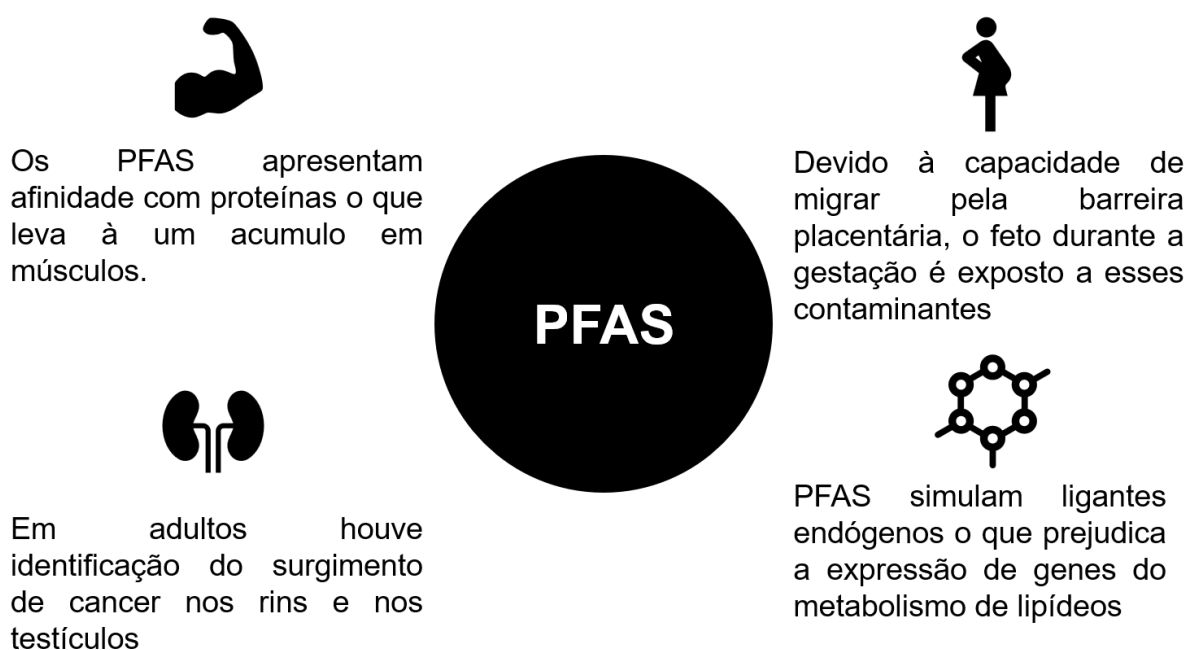 Os PFAS apresentam
afinidade com proteínas o que
leva à um acumulo em
músculos.
Devido à capacidade de
migrar pela barreira
placentária, o feto durante a
gestação é exposto a esses
contaminantes
PFAS
Em adultos houve
identificação do surgimento
de cancer nos rins e nos
testículos
PFAS simulam ligantes
endógenos o que prejudica
a expressão de genes do
metabolismo de lipídeos